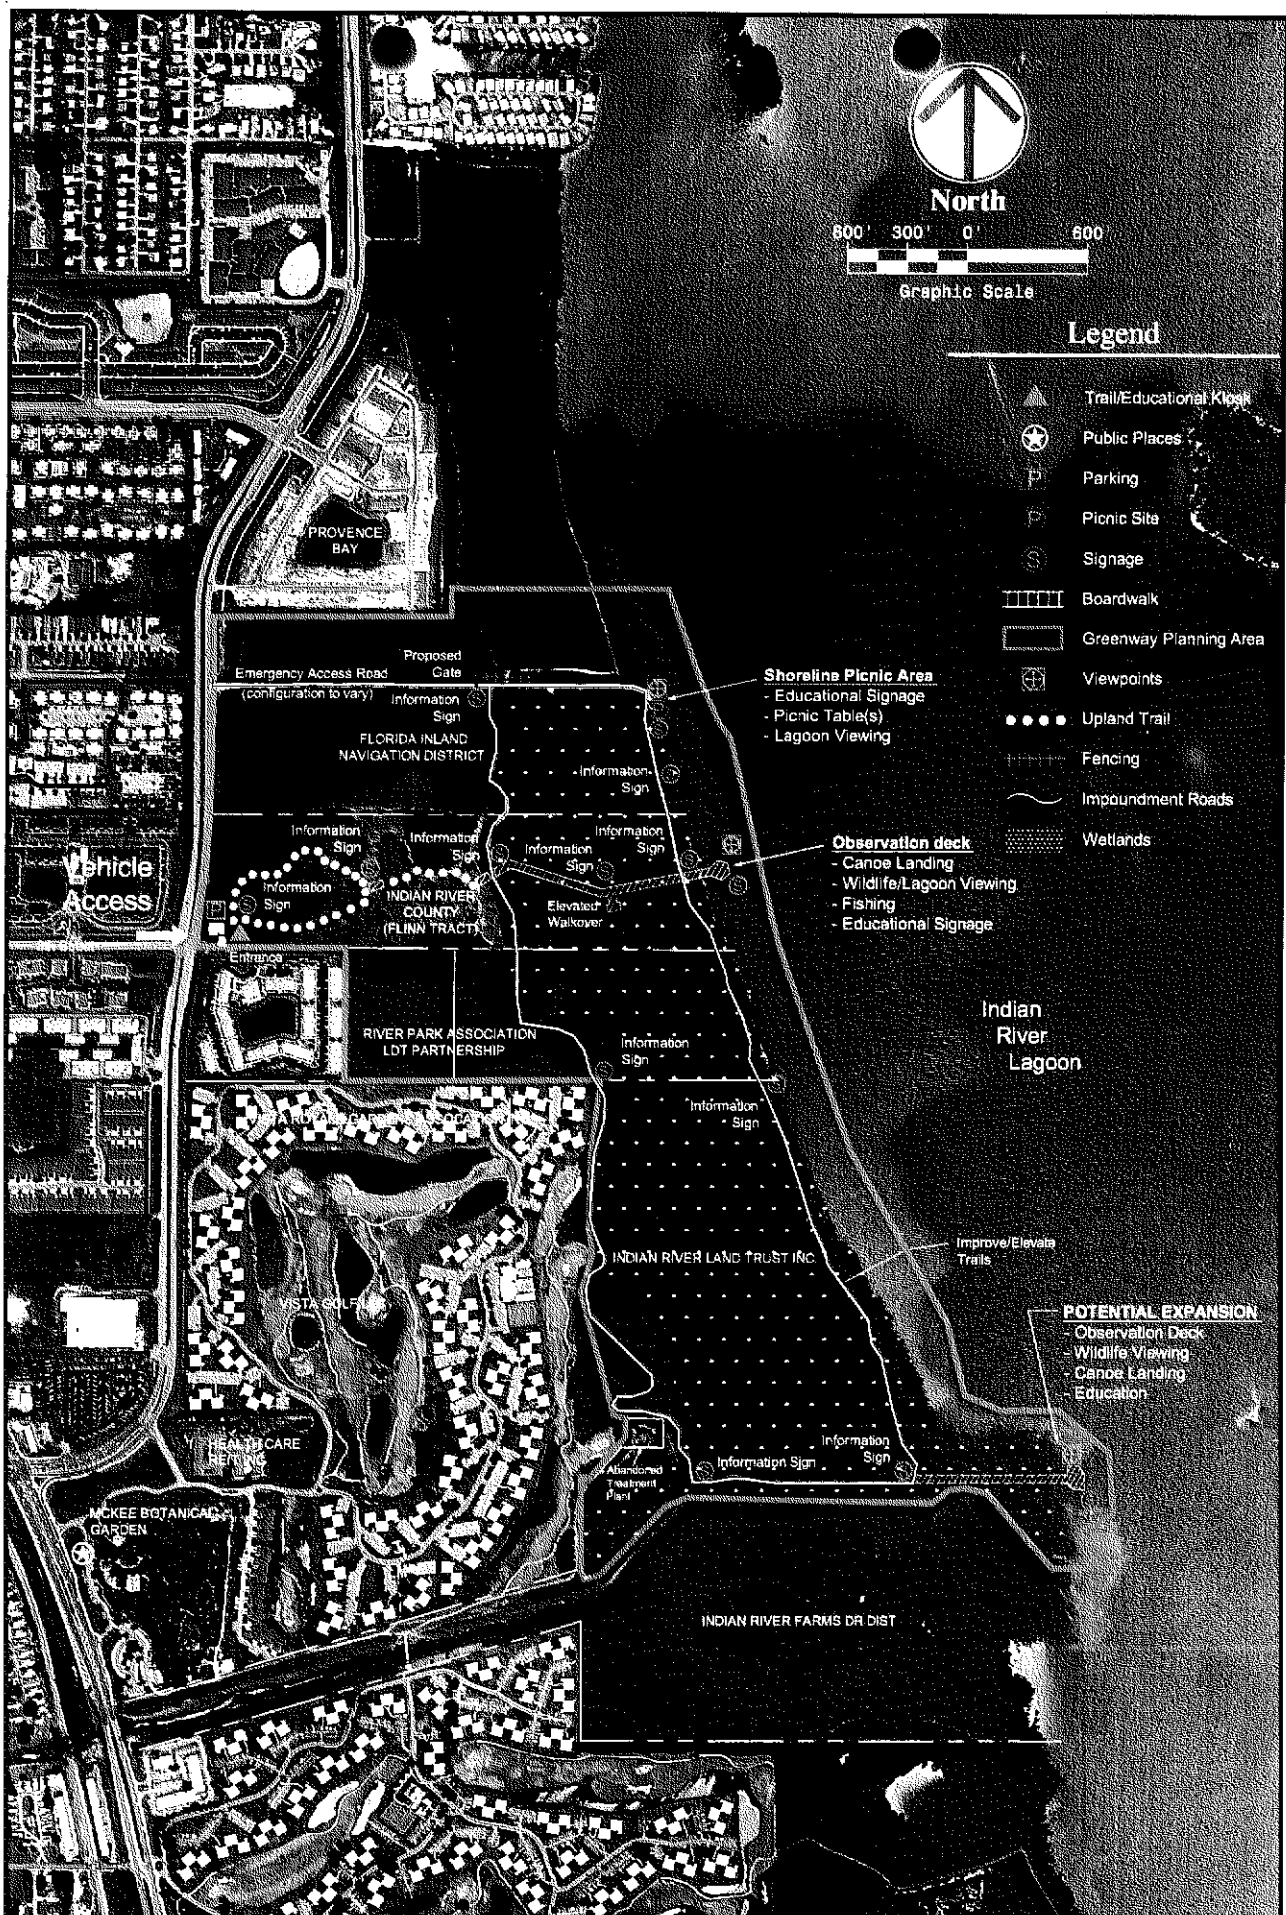 North
600' 300' 0' 600
Graphic Scale
Legend
Trail/Educational Kiosk
Public Places
P
Parking
P
Picnic Site
S
Signage
Boardwalk
Greenway Planning Area
Viewpoints
Upland Trail
Fencing
Impoundment Roads
Wetlands
PROVENCE
BAY
Emergency Access Road
(configuration to vary)
Proposed
Gate
Information
Sign
FLORIDA INLAND
NAVIGATION DISTRICT
Shoreline Picnic Area
- Educational Signage
- Picnic Table(s)
- Lagoon Viewing
Information
Sign
Information
Sign
Information
Sign
Information
Sign
Information
Sign
Observation deck
- Canoe Landing
- Wildlife/Lagoon Viewing
- Fishing
- Educational Signage
Vehicle
Access
Information
Sign
INDIAN RIVER
COUNTY
(FLINN TRACT)
Elevated
Walkover
Entrance
RIVER PARK ASSOCIATION
LDT PARTNERSHIP
Information
Sign
Information
Sign
Indian
River
Lagoon
INDIAN RIVER LAND TRUST INC.
Improve/Elevate
Trails
VISTA GOLF
POTENTIAL EXPANSION
- Observation Deck
- Wildlife Viewing
- Canoe Landing
- Education
HEALTH CARE
Information Sign
Information
Sign
Abandoned
Treatment
Plant
MCKEE BOTANICAL
GARDEN
INDIAN RIVER FARMS DR DIST